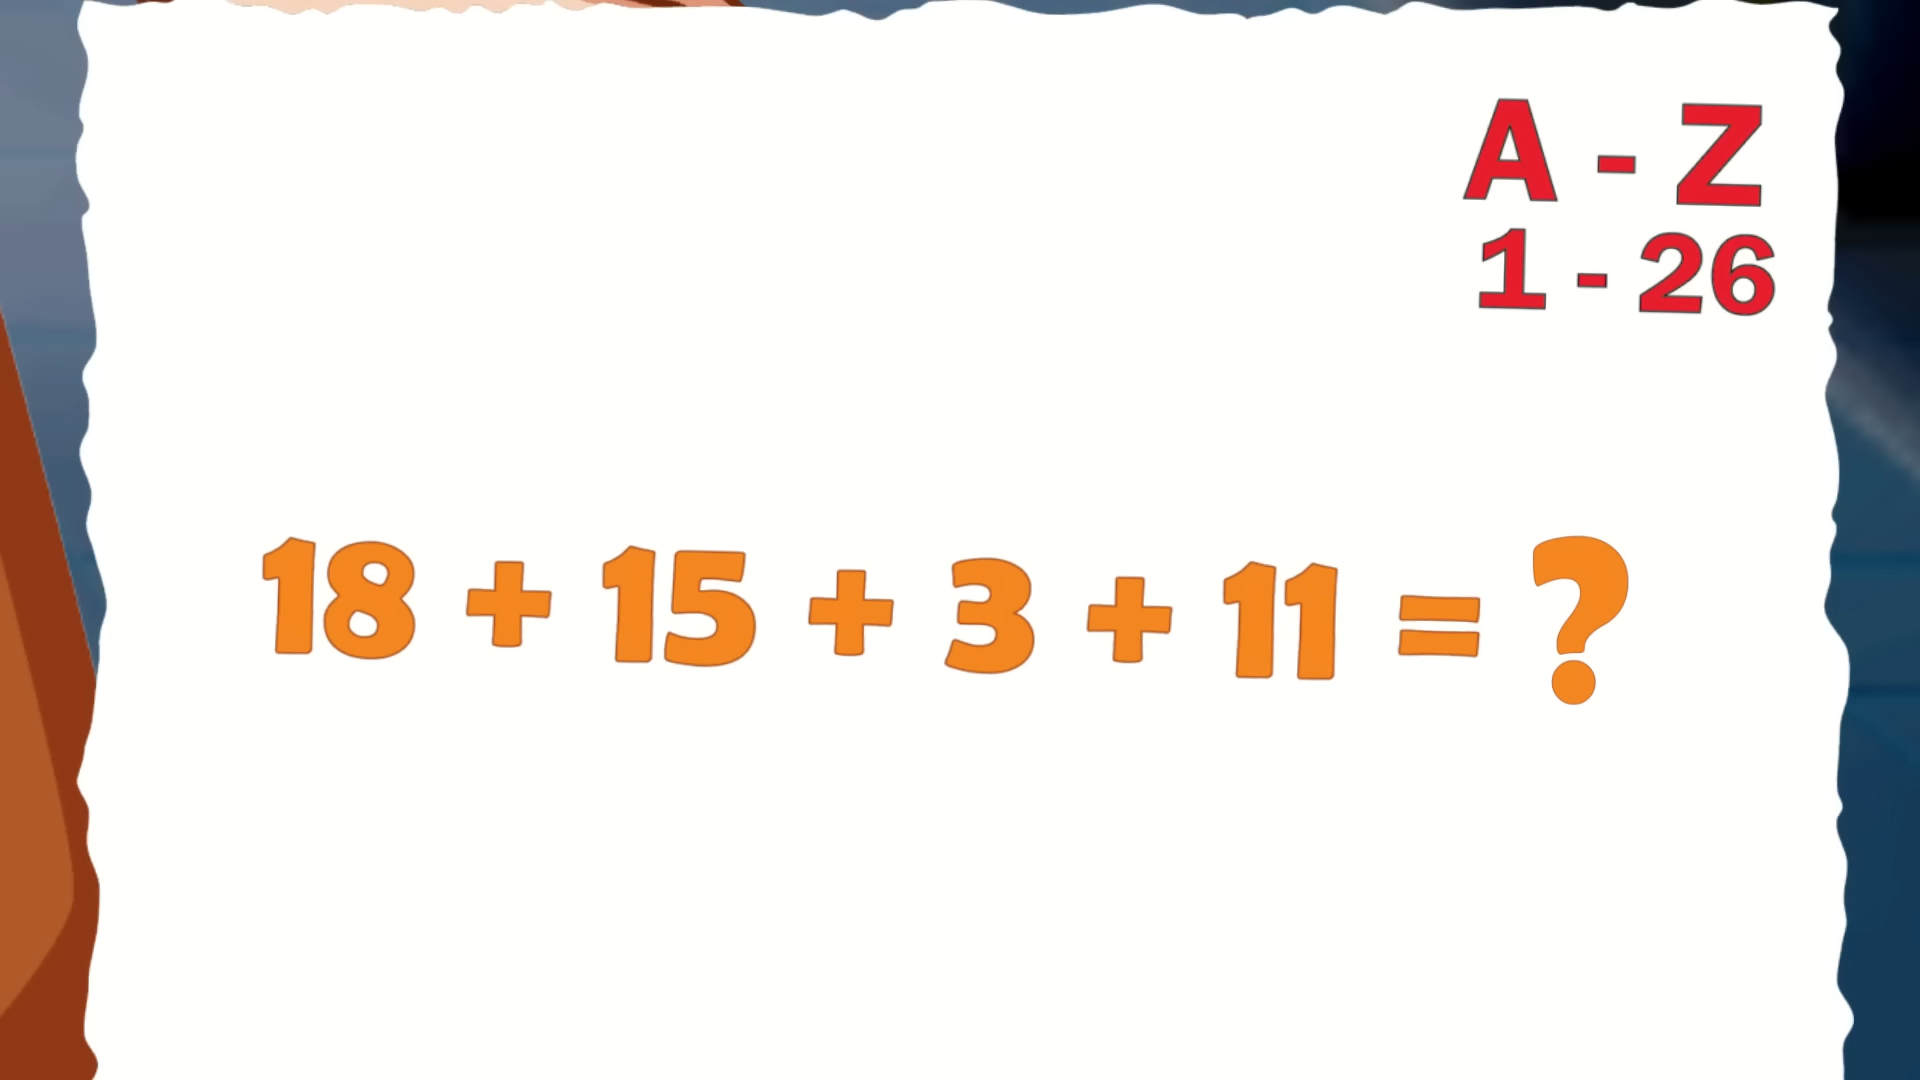 A - Z
1 - 26
18 + 15 + 3 + 11 = ?